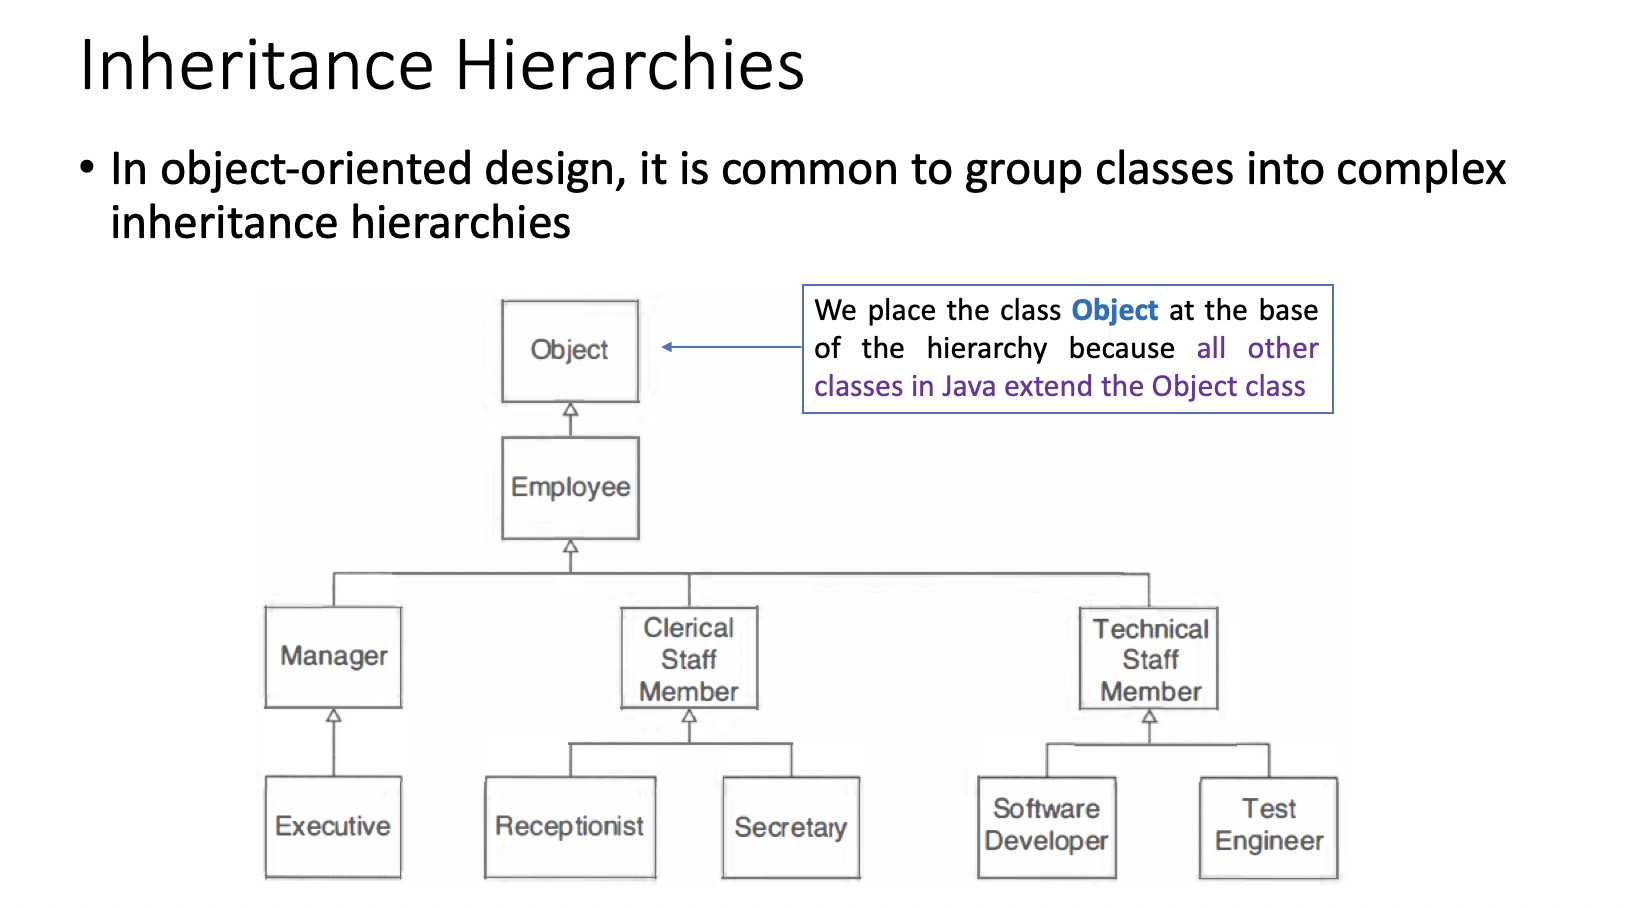 Inheritance Hierarchies
• In object-oriented design, it is common to group classes into complex
inheritance hierarchies
We place the class Object at the base
of the hierarchy because all other
classes in Java extend the Object class
Object
Employee
Manager
Clerical
Staff
Member
Technical
Staff
Member
Executive
Receptionist
Secretary
Software
Developer
Test
Engineer